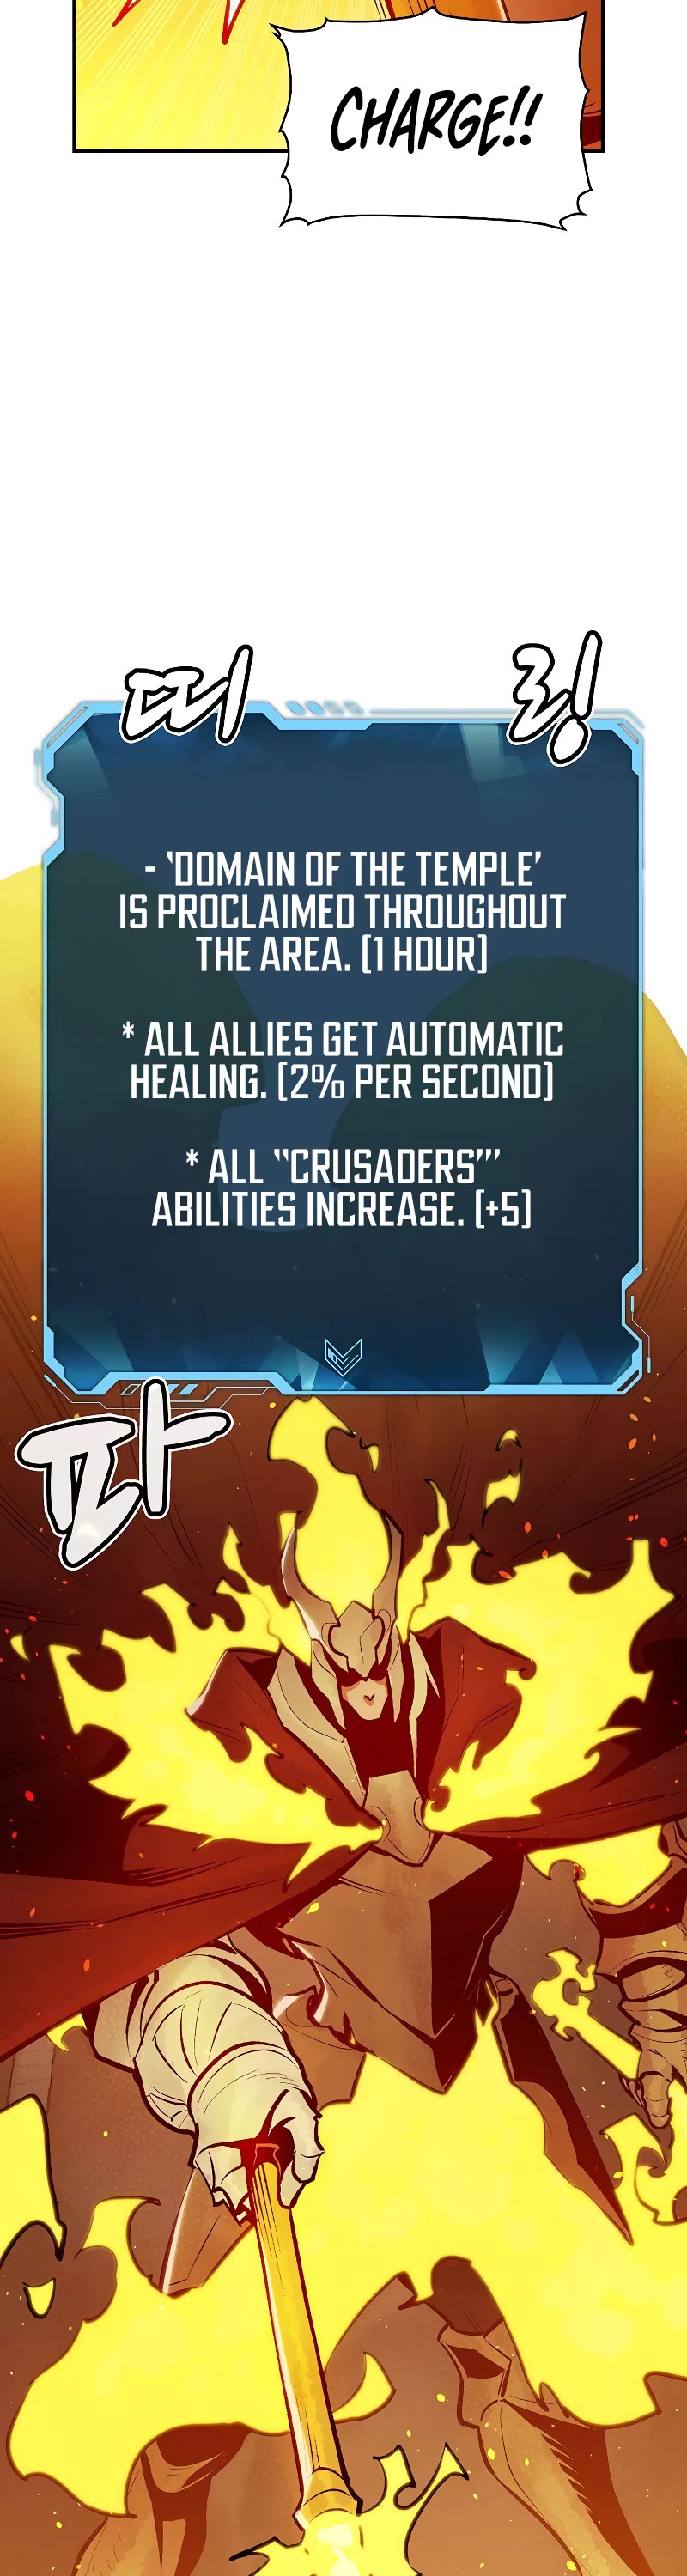 CHARGE!!
띠 링!
- 'DOMAIN OF THE TEMPLE'
IS PROCLAIMED THROUGHOUT
THE AREA. [1 HOUR]
* ALL ALLIES GET AUTOMATIC
HEALING. [2% PER SECOND]
* ALL "CRUSADERS'"
ABILITIES INCREASE. [+5]
파